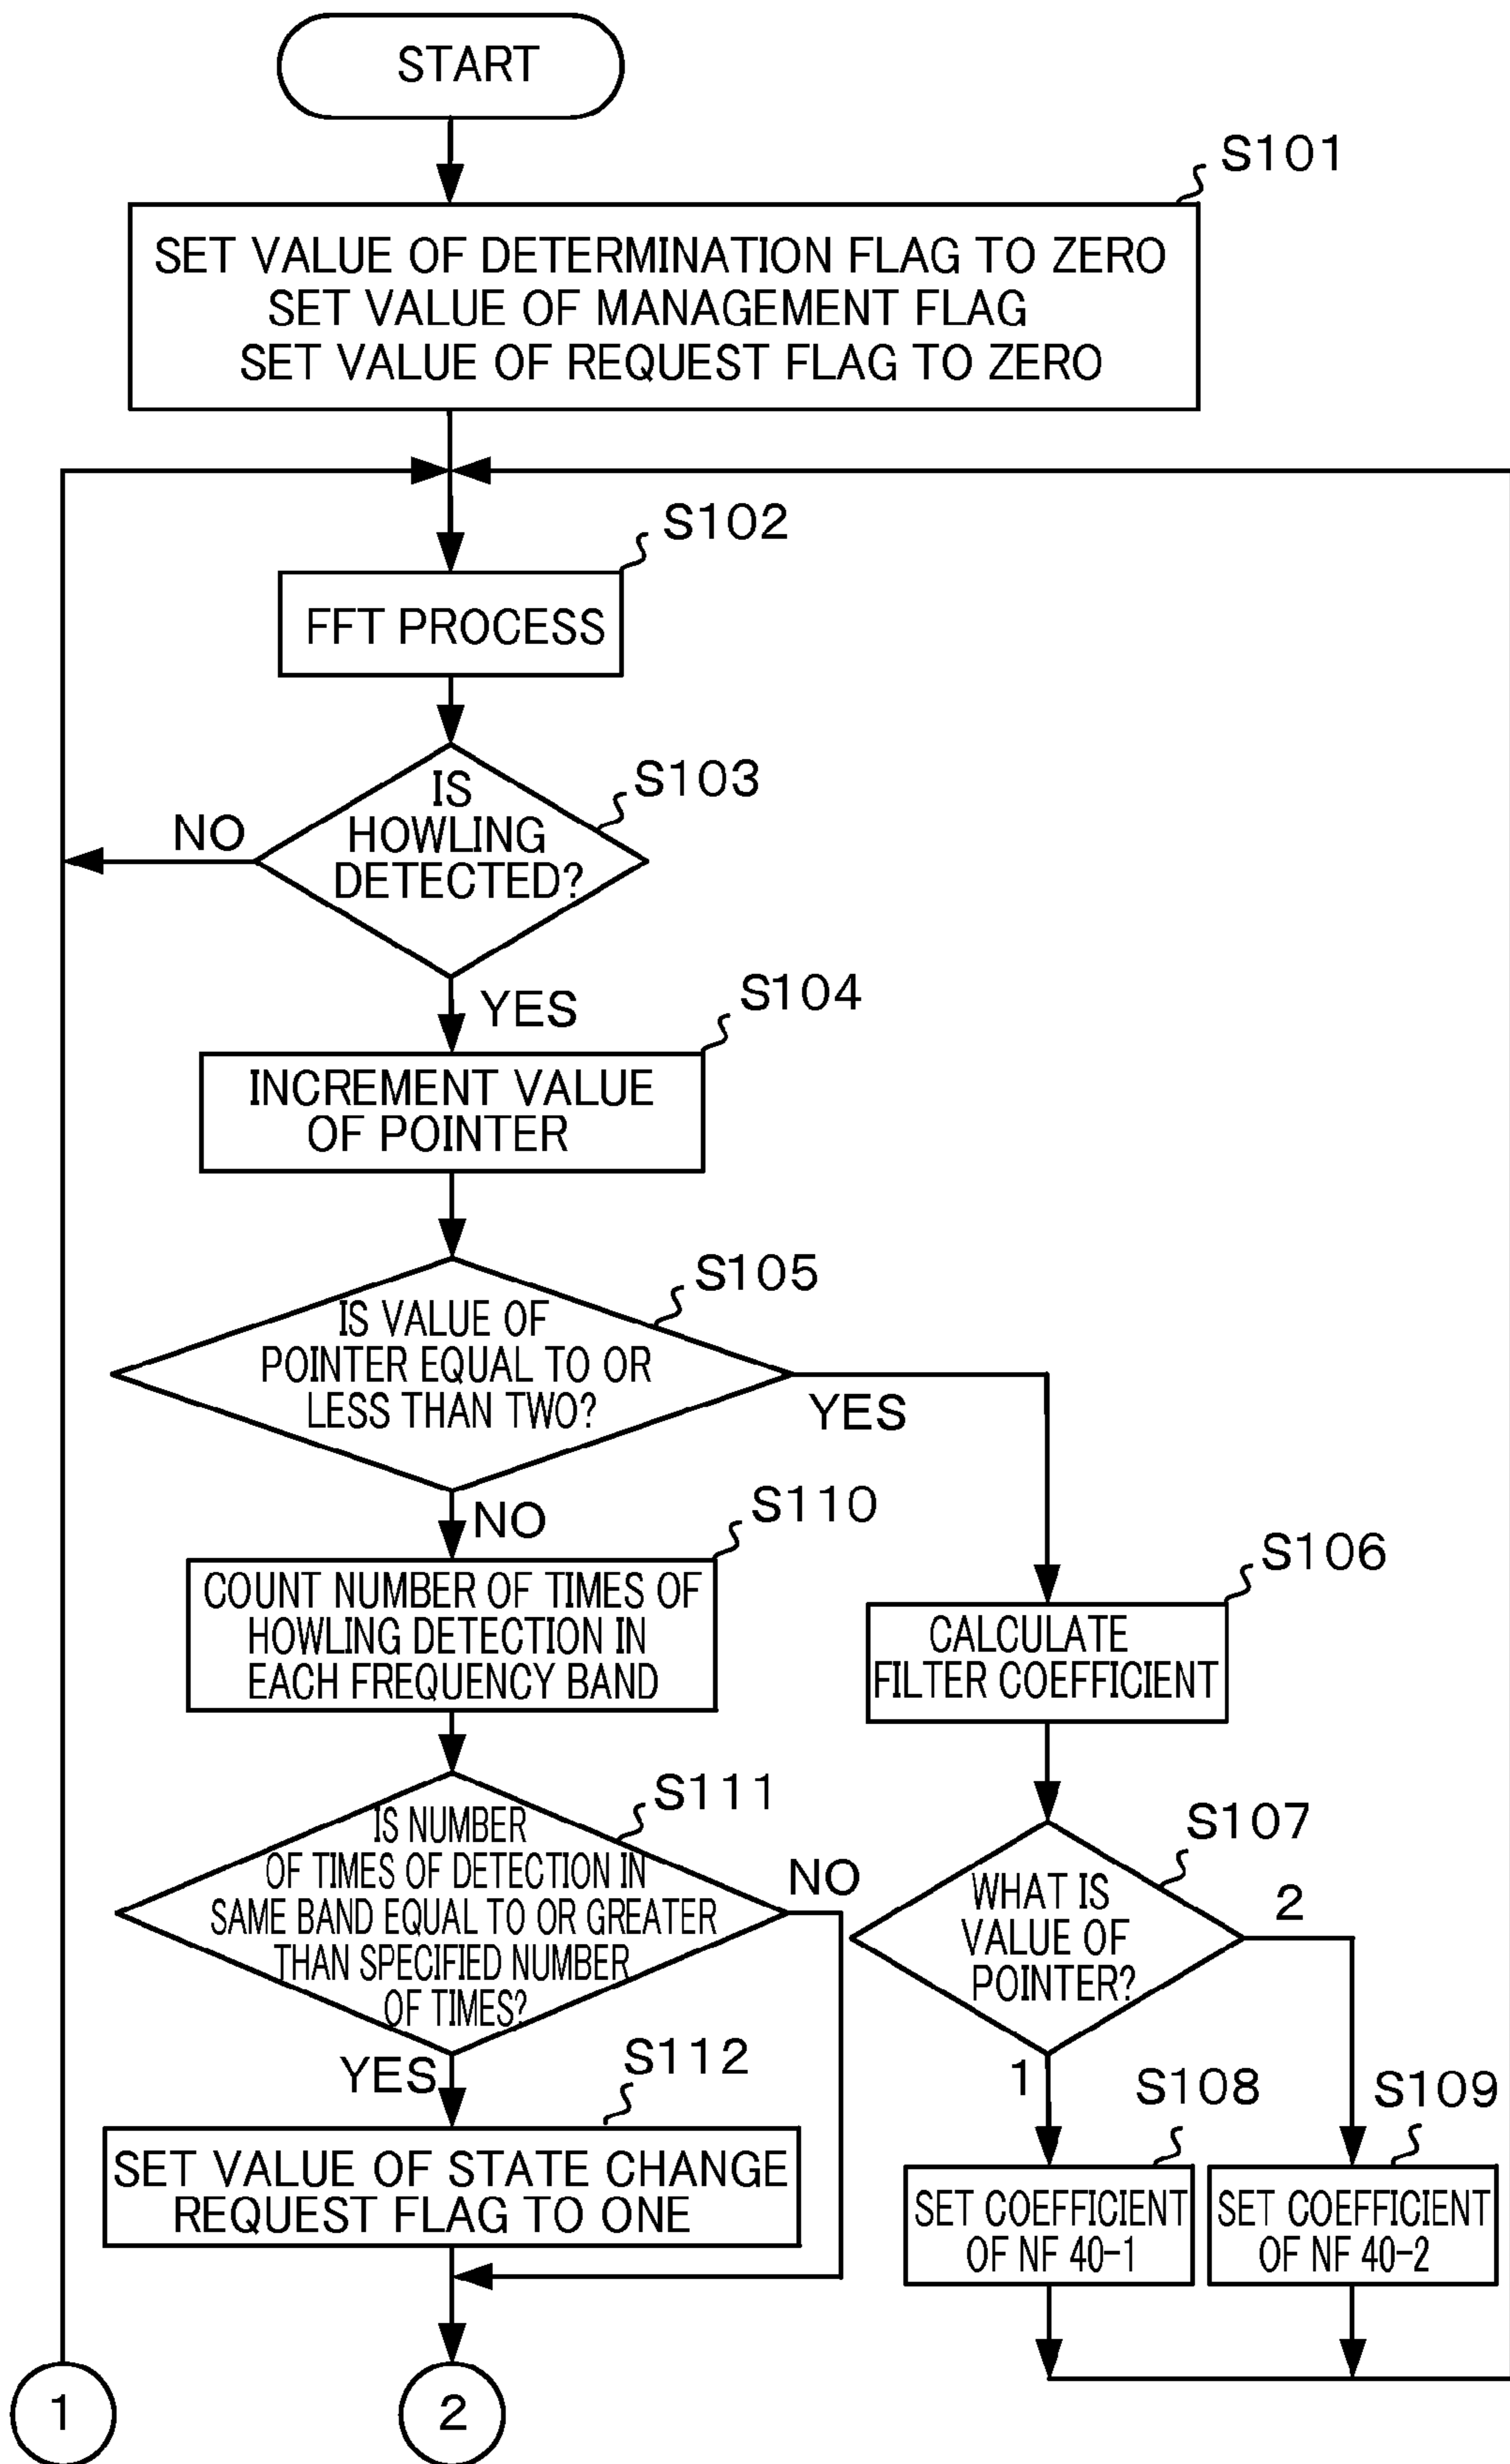 START
S101
SET VALUE OF DETERMINATION FLAG TO ZERO
SET VALUE OF MANAGEMENT FLAG
SET VALUE OF REQUEST FLAG TO ZERO
S102
FFT PROCESS
S103
IS
HOWLING
DETECTED?
NO
YES
S104
INCREMENT VALUE
OF POINTER
S105
IS VALUE OF
POINTER EQUAL TO OR
LESS THAN TWO?
YES
NO
S110
COUNT NUMBER OF TIMES OF
HOWLING DETECTION IN
EACH FREQUENCY BAND
S106
CALCULATE
FILTER COEFFICIENT
S111
IS NUMBER
OF TIMES OF DETECTION IN
SAME BAND EQUAL TO OR GREATER
THAN SPECIFIED NUMBER
OF TIMES?
NO
S107
WHAT IS
VALUE OF
POINTER?
2
YES
S112
1
S108
S109
SET VALUE OF STATE CHANGE
REQUEST FLAG TO ONE
SET COEFFICIENT
OF NF 40-1
SET COEFFICIENT
OF NF 40-2
1
2